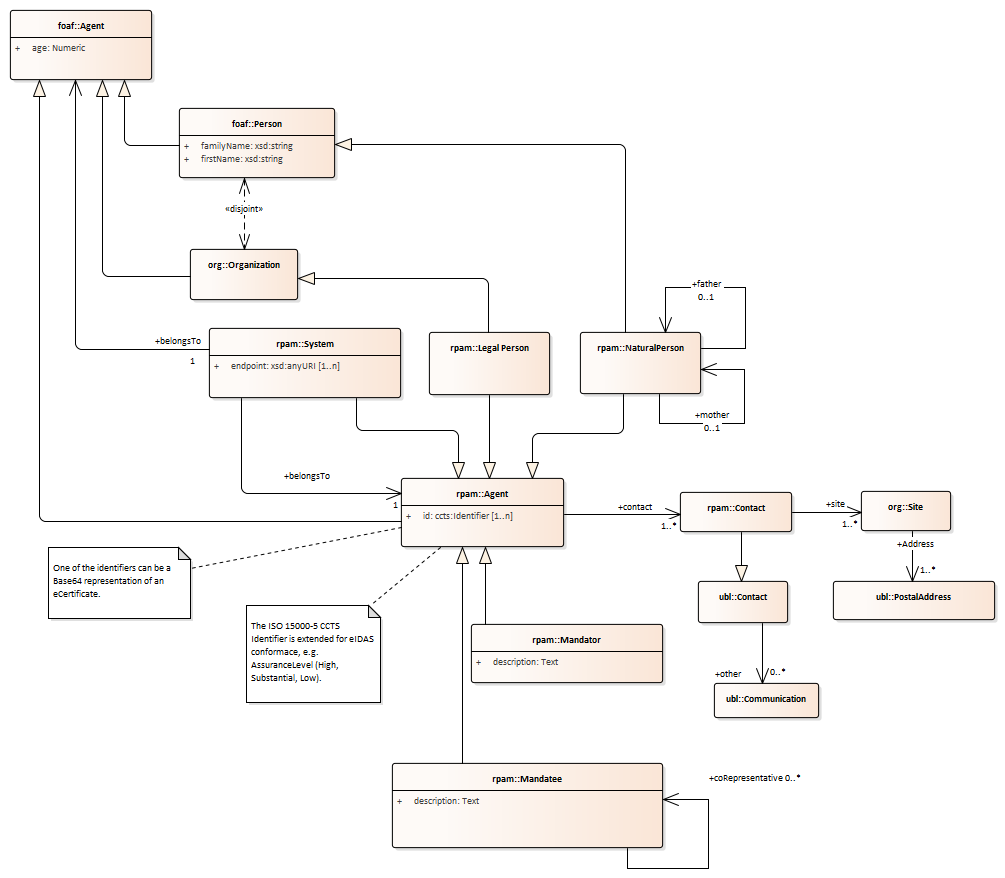 foaf::Agent
+ age: Numeric
foaf::Person
+ familyName: xsd:string
+ firstName: xsd:string
«disjoint»
org::Organization
+father
0..1
+belongsTo
1
rpam::System
+ endpoint: xsd:anyURI [1..n]
rpam::Legal Person
rpam::NaturalPerson
+mother
0..1
+belongsTo
1
rpam::Agent
+ id: ccts:Identifier [1..n]
+contact
1..*
rpam::Contact
+site
1..*
org::Site
+Address
1..*
One of the identifiers can be a
Base64 representation of an
eCertificate.
ubl::Contact
ubl::PostalAddress
The ISO 15000-5 CCTS
Identifier is extended for eIDAS
conformace, e.g.
AssuranceLevel (High,
Substantial, Low).
rpam::Mandator
+ description: Text
+other
0..*
ubl::Communication
rpam::Mandatee
+ description: Text
+coRepresentative 0..*